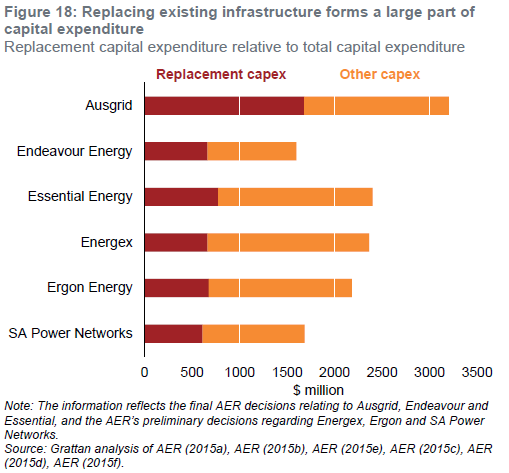 Figure 18: Replacing existing infrastructure forms a large part of
capital expenditure
Replacement capital expenditure relative to total capital expenditure
Replacement capex Other capex
Ausgrid
Endeavour Energy
Essential Energy
Energex
Ergon Energy
SA Power Networks
0 500 1000 1500 2000 2500 3000 3500
$ million
Note: The information reflects the final AER decisions relating to Ausgrid, Endeavour and
Essential, and the AER's preliminary decisions regarding Energex, Ergon and SA Power
Networks.
Source: Grattan analysis of AER (2015a), AER (2015b), AER (2015e), AER (2015c), AER
(2015d), AER (2015f).